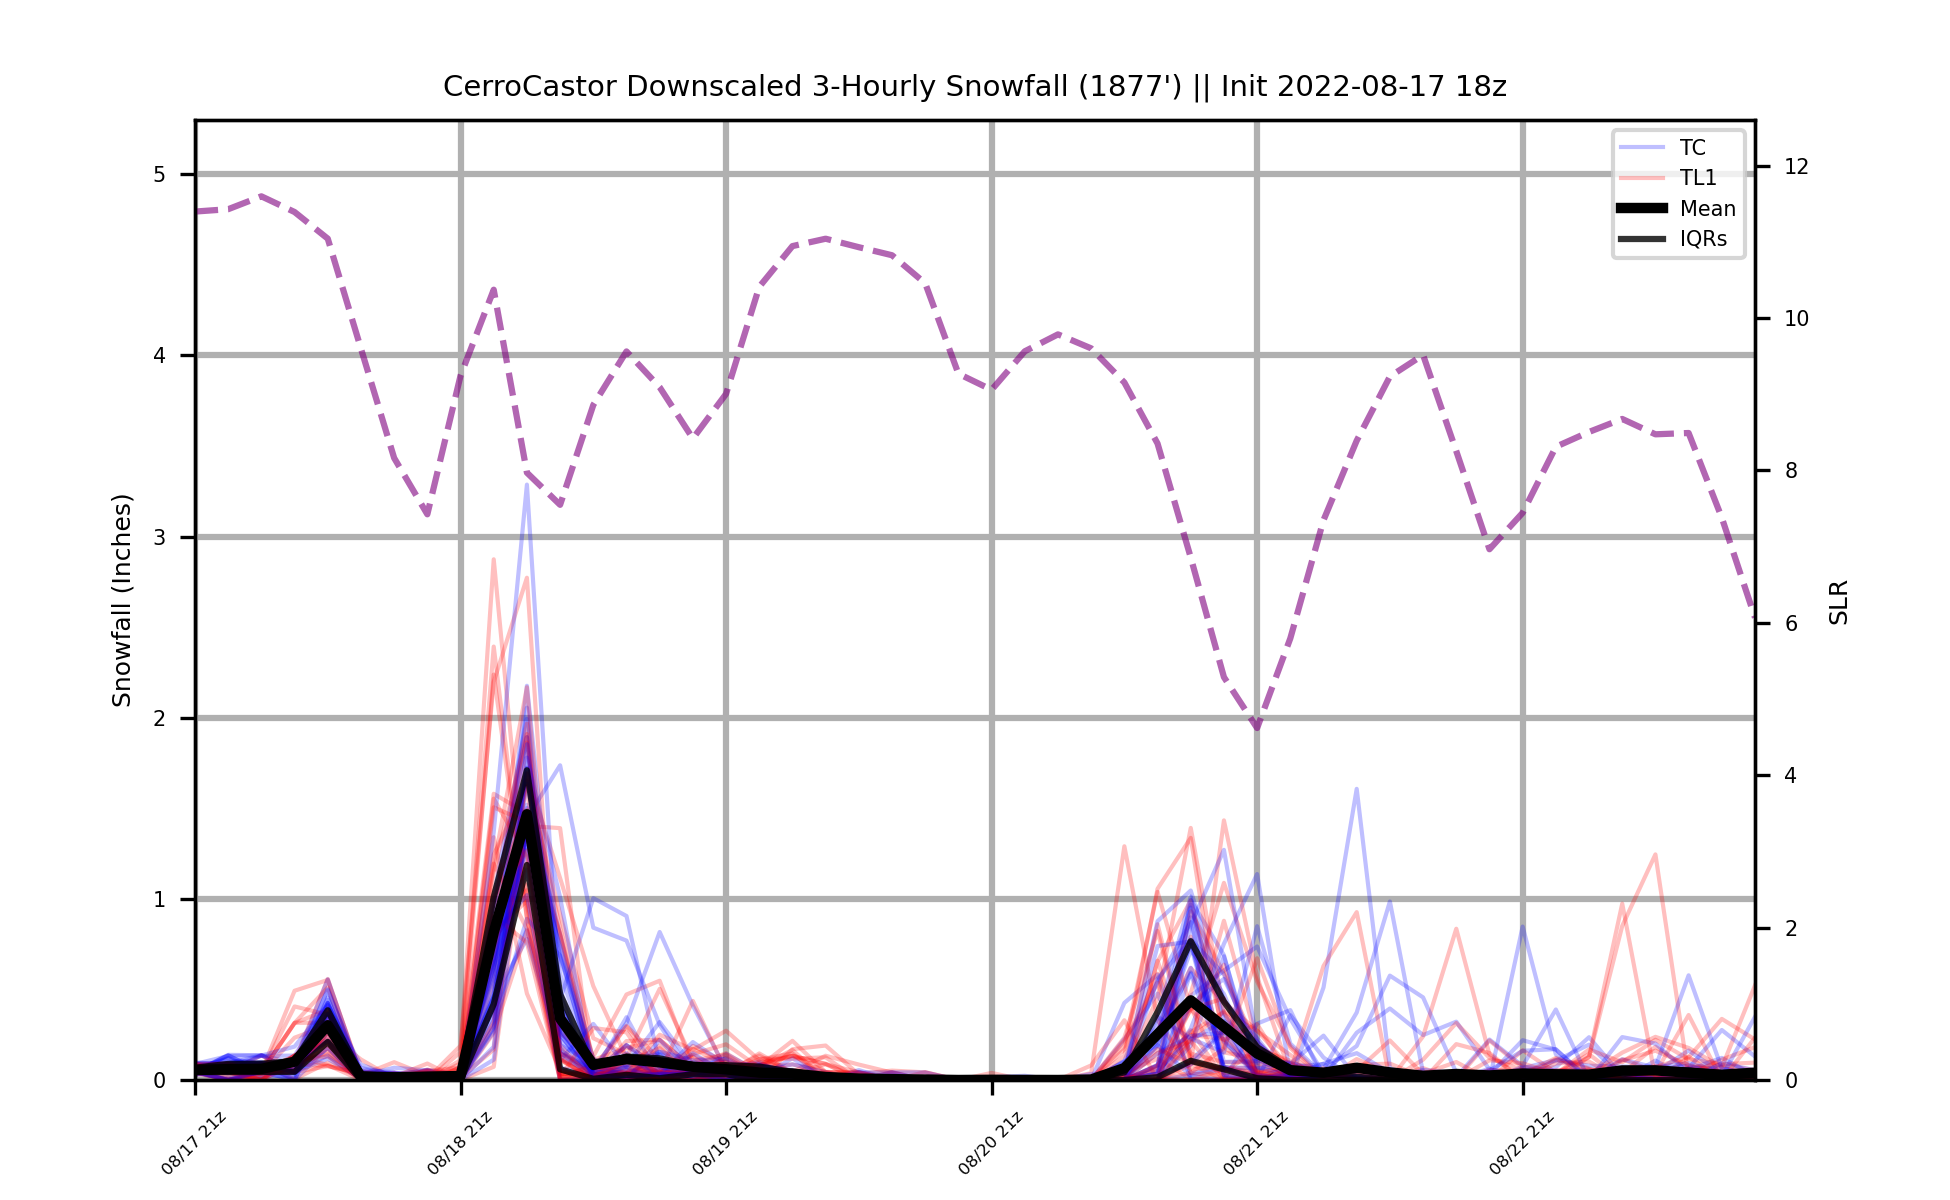 CerroCastor Downscaled 3-Hourly Snowfall (1877') || Init 2022-08-17 18z
TC
TL1
Mean
IQRs
5
4
3
2
1
0
Snowfall (Inches)
12
10
8
6
4
2
0
SLR
08/17 21z
08/18 21z
08/19 21z
08/20 21z
08/21 21z
08/22 21z